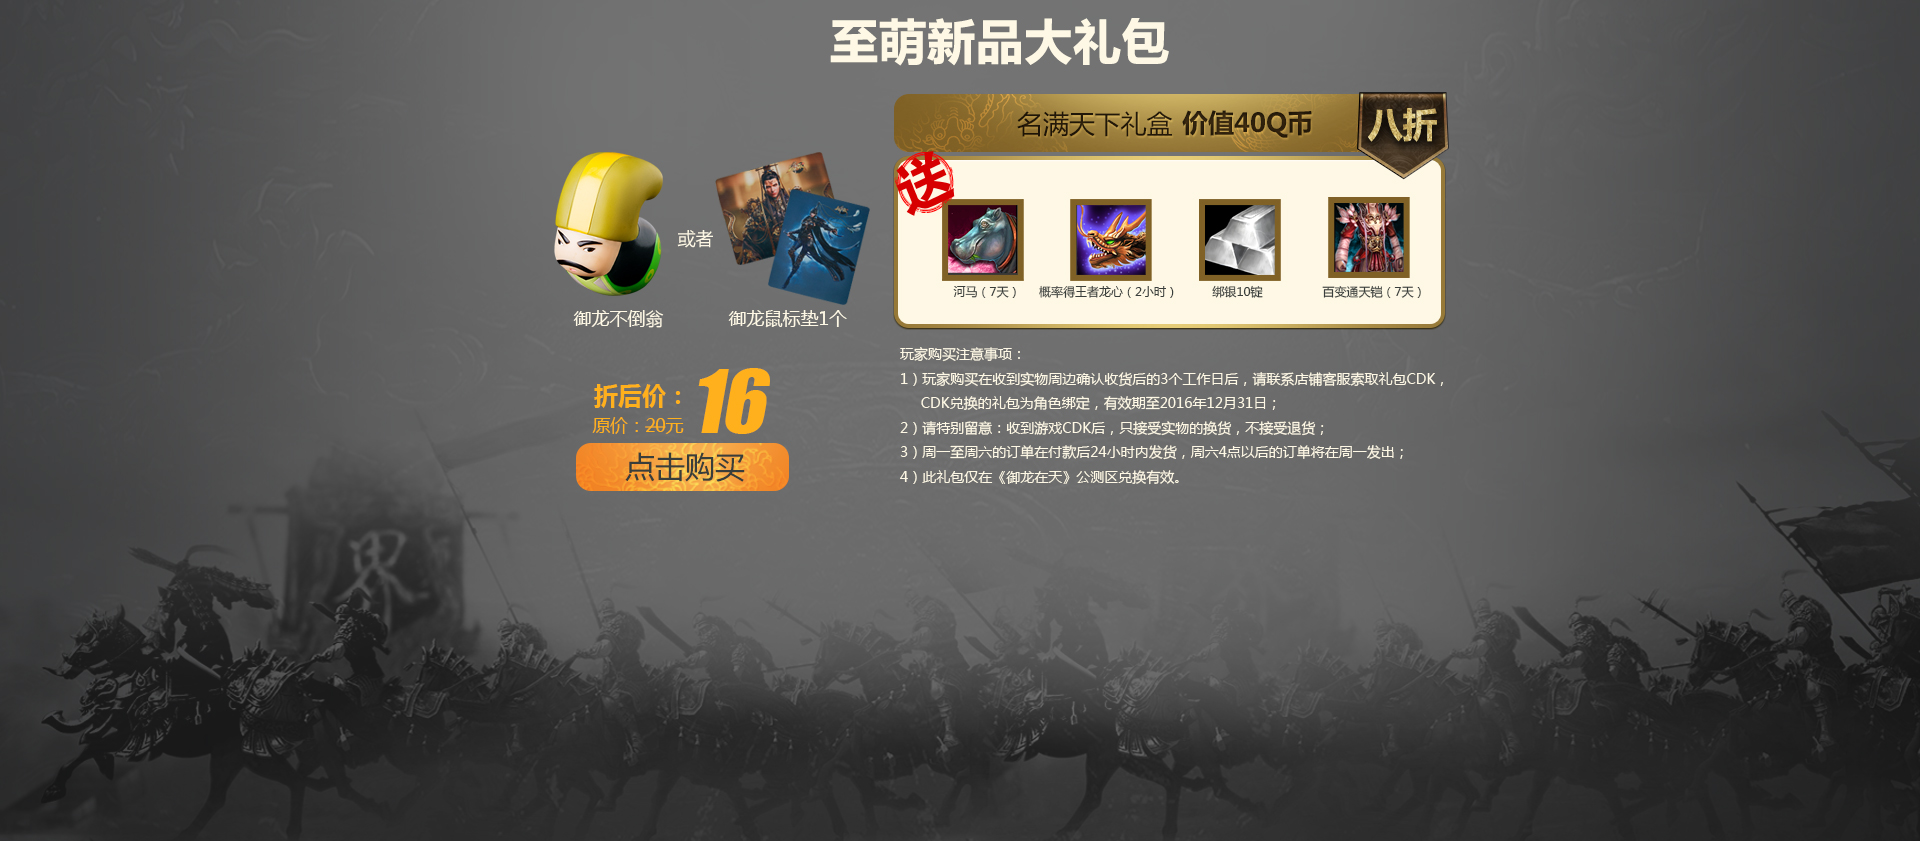 至萌新品大礼包
名满天下礼盒 价值40Q币
八折
送
或者
御龙不倒翁
御龙鼠标垫1个
河马（7天）
概率得王者龙心（2小时）
绑银10锭
百变通天铠（7天）
折后价：16
原价：20元
点击购买
玩家购买注意事项：
1）玩家购买在收到实物周边确认收货后的3个工作日后，请联系店铺客服索取礼包CDK，
CDK兑换的礼包为角色绑定，有效期至2016年12月31日；
2）请特别留意：收到游戏CDK后，只接受实物的换货，不接受退货；
3）周一至周六的订单在付款后24小时内发货，周六4点以后的订单将在周一发出；
4）此礼包仅在《御龙在天》公测区兑换有效。
界